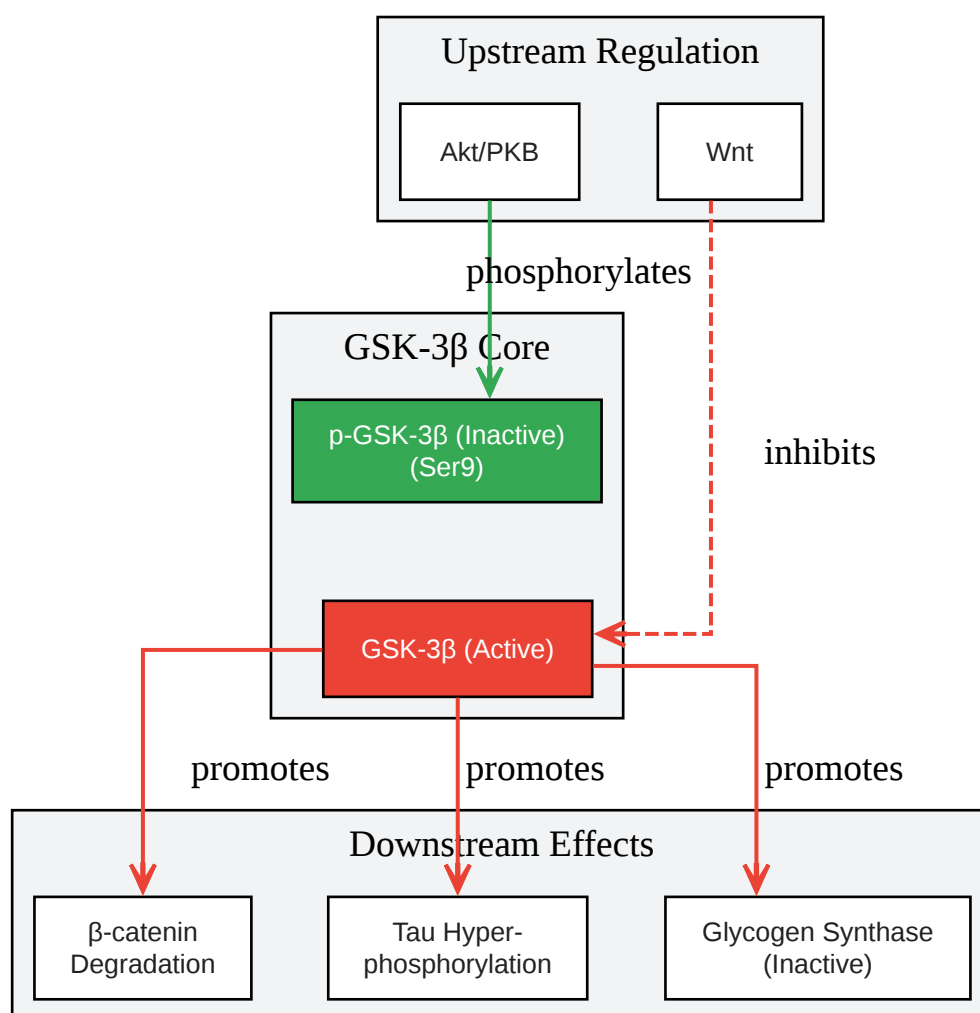 Upstream Regulation
Akt/PKB
Wnt
phosphorylates
GSK-3β Core
p-GSK-3β (Inactive)
(Ser9)
inhibits
GSK-3β (Active)
promotes
promotes
promotes
Downstream Effects
β-catenin
Degradation
Tau Hyper-
phosphorylation
Glycogen Synthase
(Inactive)